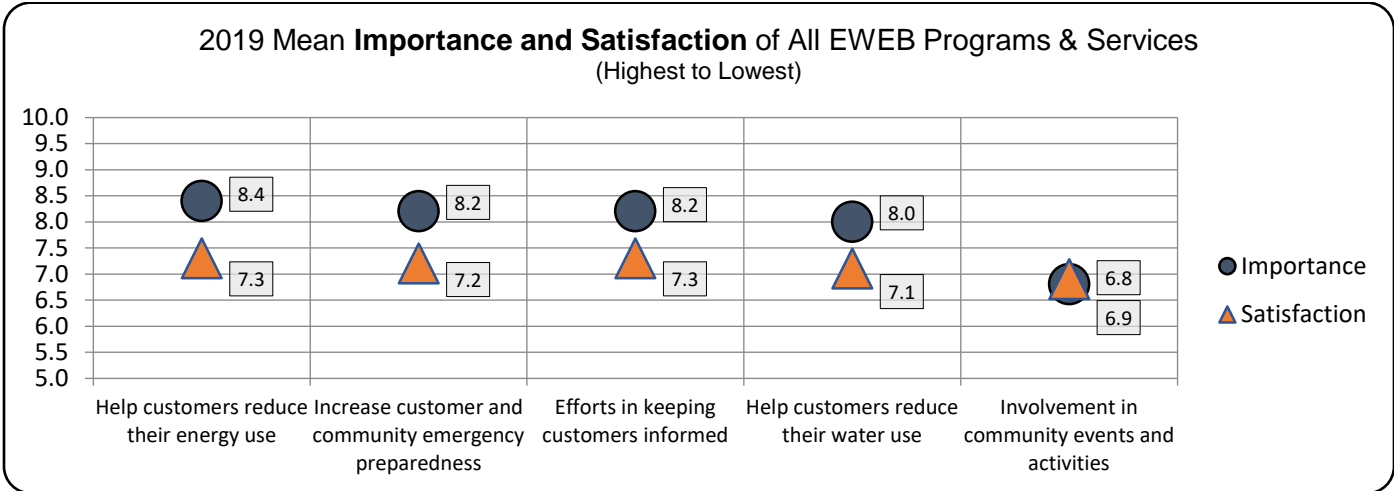 2019 Mean Importance and Satisfaction of All EWEB Programs & Services
(Highest to Lowest)
10.0
9.5
9.0
8.5
8.0
7.5
7.0
6.5
6.0
5.5
5.0
8.4
8.2
8.2
8.0
6.8
7.3
7.2
7.3
7.1
6.9
Importance
Satisfaction
Help customers reduce
their energy use
Increase customer and
community emergency
preparedness
Efforts in keeping
customers informed
Help customers reduce
their water use
Involvement in
community events and
activities